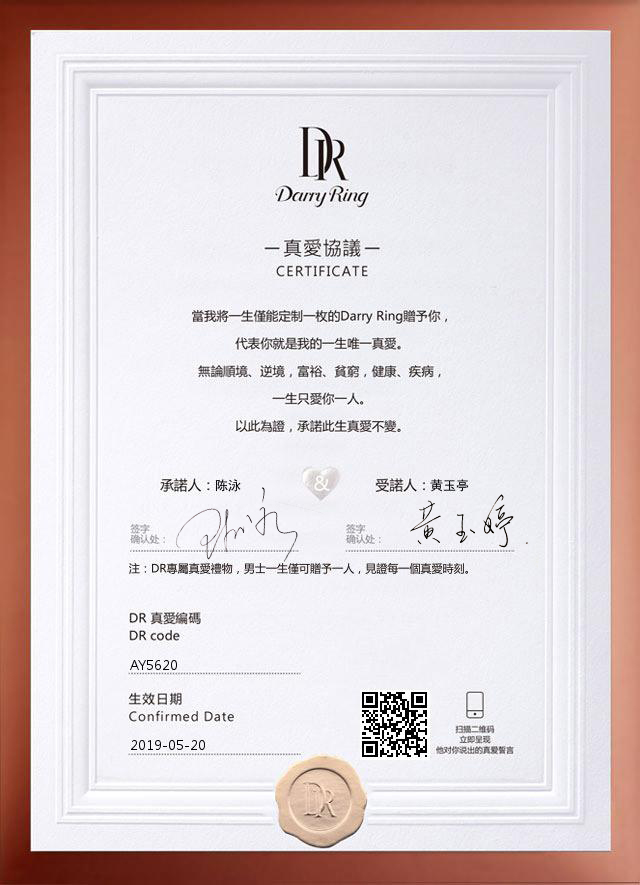 DR
Darry Ring
一真愛協議一
CERTIFICATE
當我將一生僅能定制一枚的Darry Ring贈予你，
代表你就是我的一生唯一真愛。
無論順境、逆境，富裕、貧窮，健康、疾病，
一生只愛你一人。
以此為證，承諾此生真愛不變。
承諾人：陈泳 & 受諾人：黄玉亭
签字
确认处： 陈泳
签字
确认处： 黄玉婷
注：DR專屬真愛禮物，男士一生僅可贈予一人，見證每一個真愛時刻。
DR 真愛編碼
DR code
AY5620
生效日期
Confirmed Date
2019-05-20
扫描二维码
立即呈现
他对你说出的真爱誓言
DR